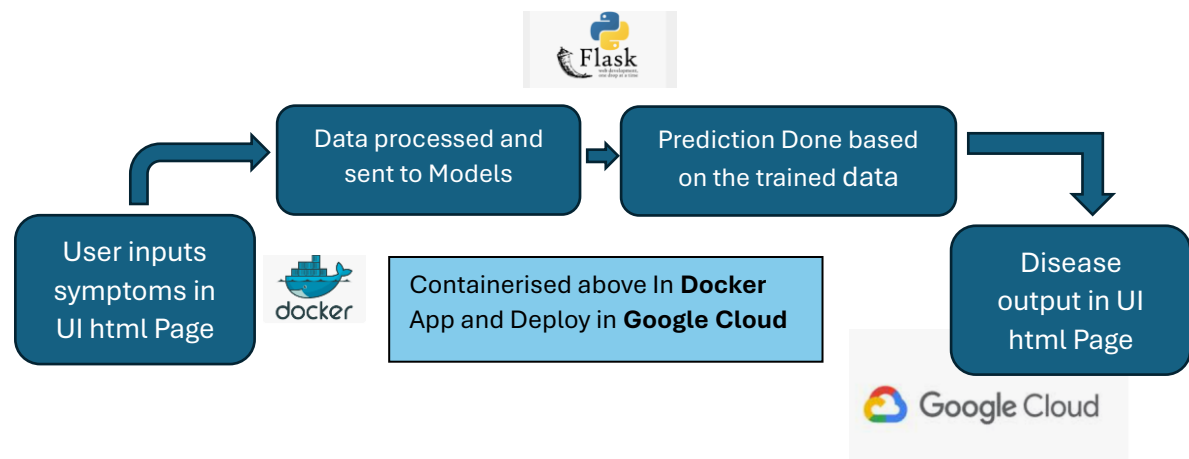 Flask
web development,
one drop at a time
Data processed and
sent to Models
Prediction Done based
on the trained data
User inputs
symptoms in
UI html Page
docker
Containerised above In Docker
App and Deploy in Google Cloud
Disease
output in UI
html Page
Google Cloud